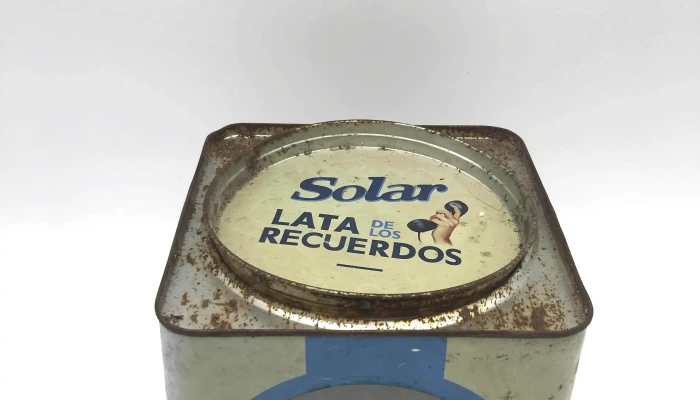 Solar
LATA DE LOS
RECUERDOS